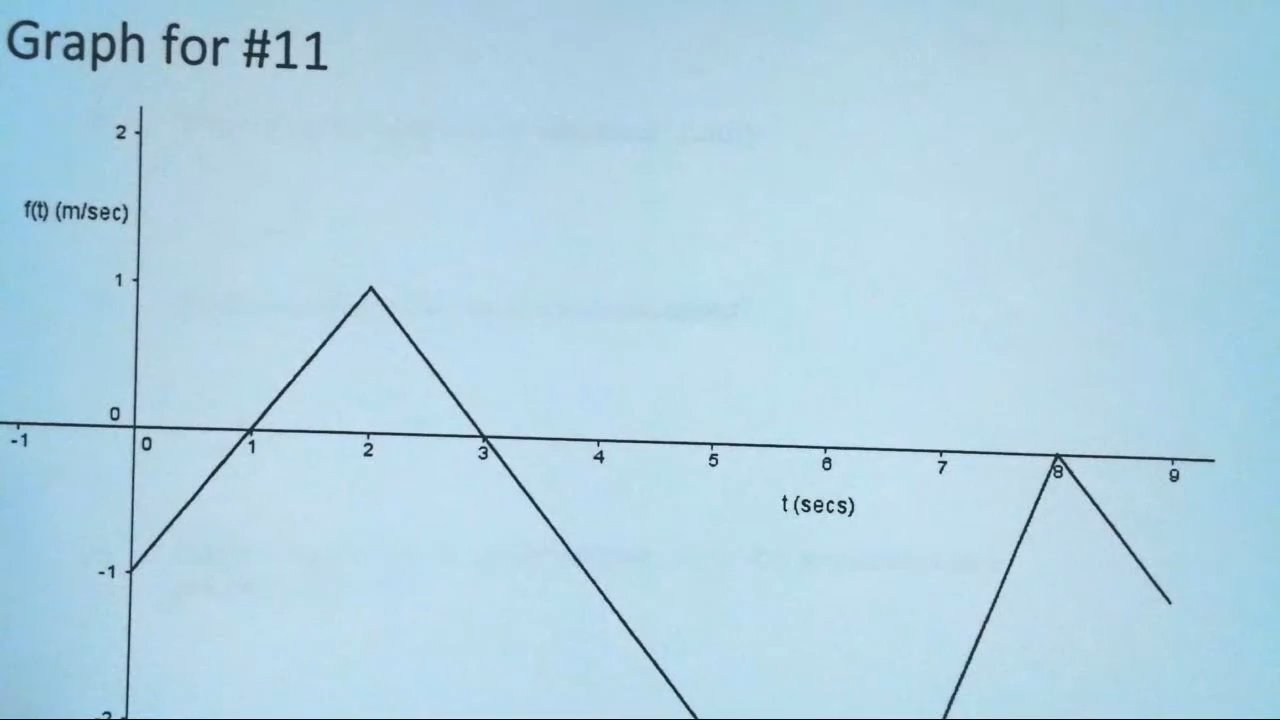 Graph for #11
2
f(t) (m/sec)
1
0
-1 0 1 2 3 4 5 6 7 8 9
t (secs)
-1
-2